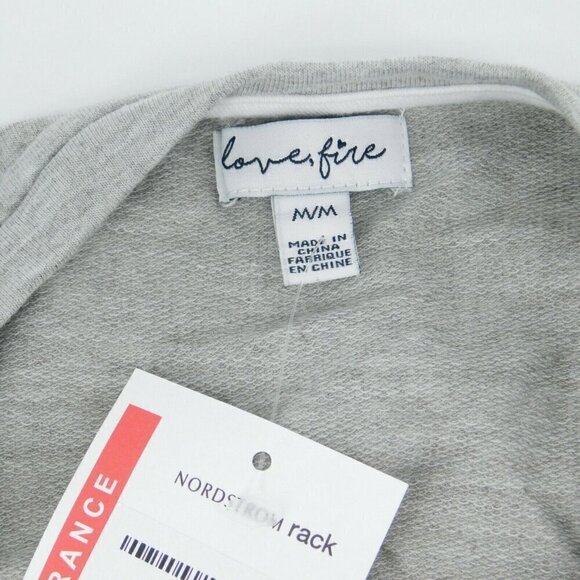 love, fire
M/M
MADE IN
CHINA
FABRIQUE
EN CHINE
NORDSTROM rack
RANCE